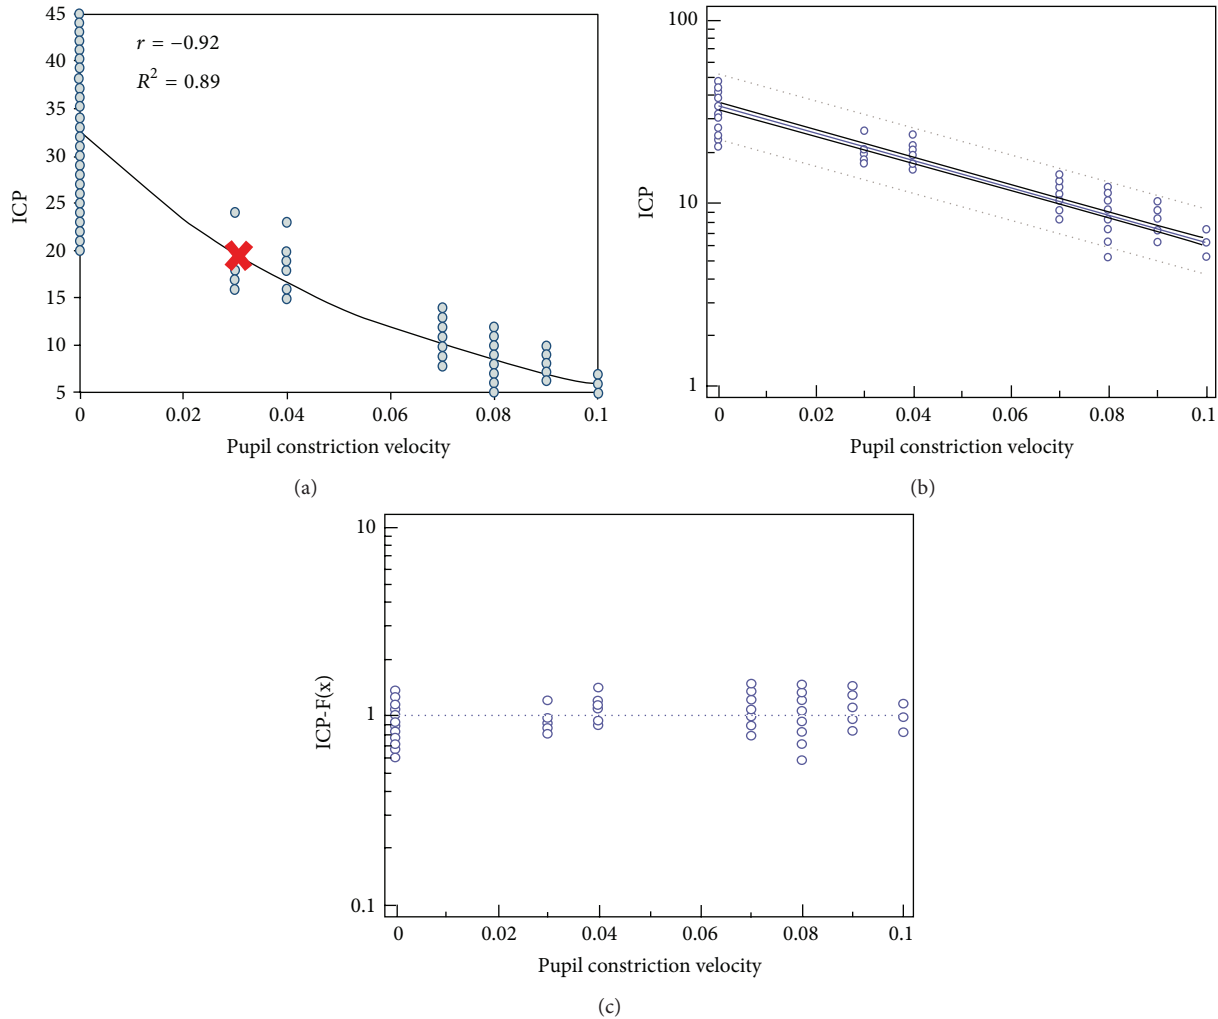 45
40
35
30
25
20
15
10
5
ICP
r = −0.92
R² = 0.89
0 0.02 0.04 0.06 0.08 0.1
Pupil constriction velocity
(a)
100
10
1
ICP
0 0.02 0.04 0.06 0.08 0.1
Pupil constriction velocity
(b)
10
1
0.1
ICP-F(x)
0 0.02 0.04 0.06 0.08 0.1
Pupil constriction velocity
(c)